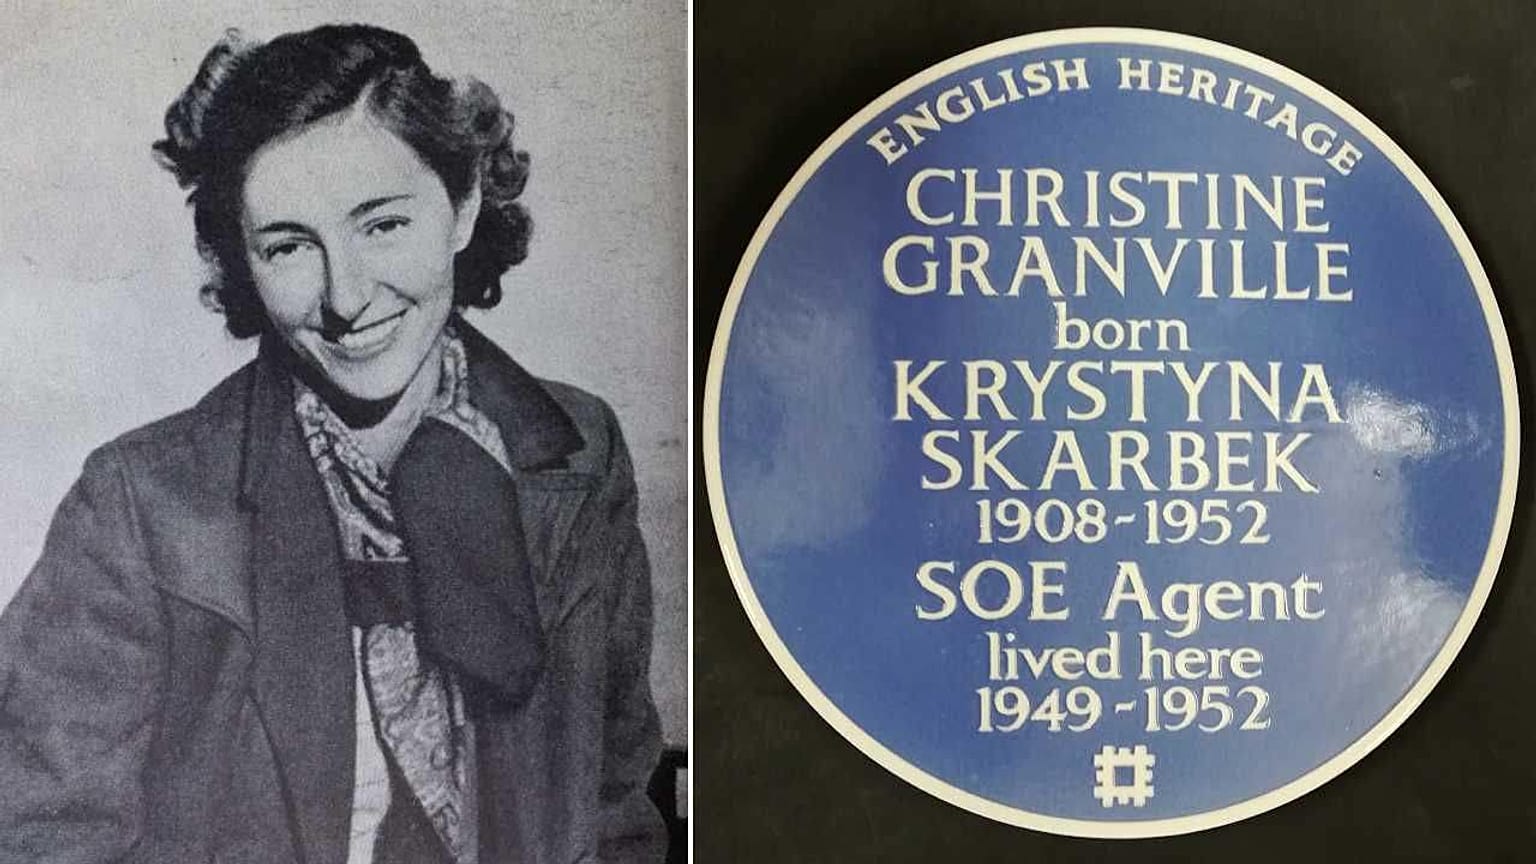 ENGLISH HERITAGE
CHRISTINE
GRANVILLE
born
KRYSTYNA
SKARBEK
1908-1952
SOE Agent
lived here
1949-1952